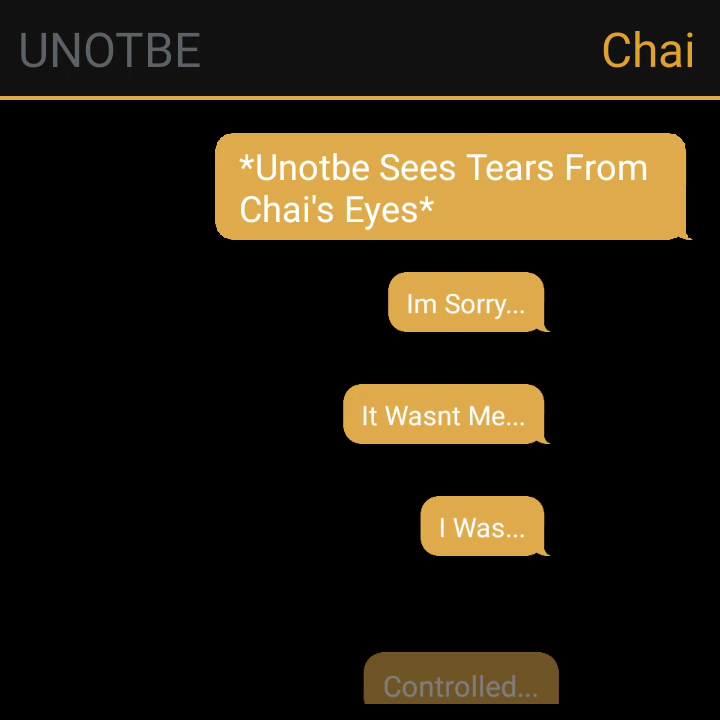 UNOTBE
Chai
*Unotbe Sees Tears From
Chai's Eyes*
Im Sorry...
It Wasnt Me...
I Was...
Controlled...